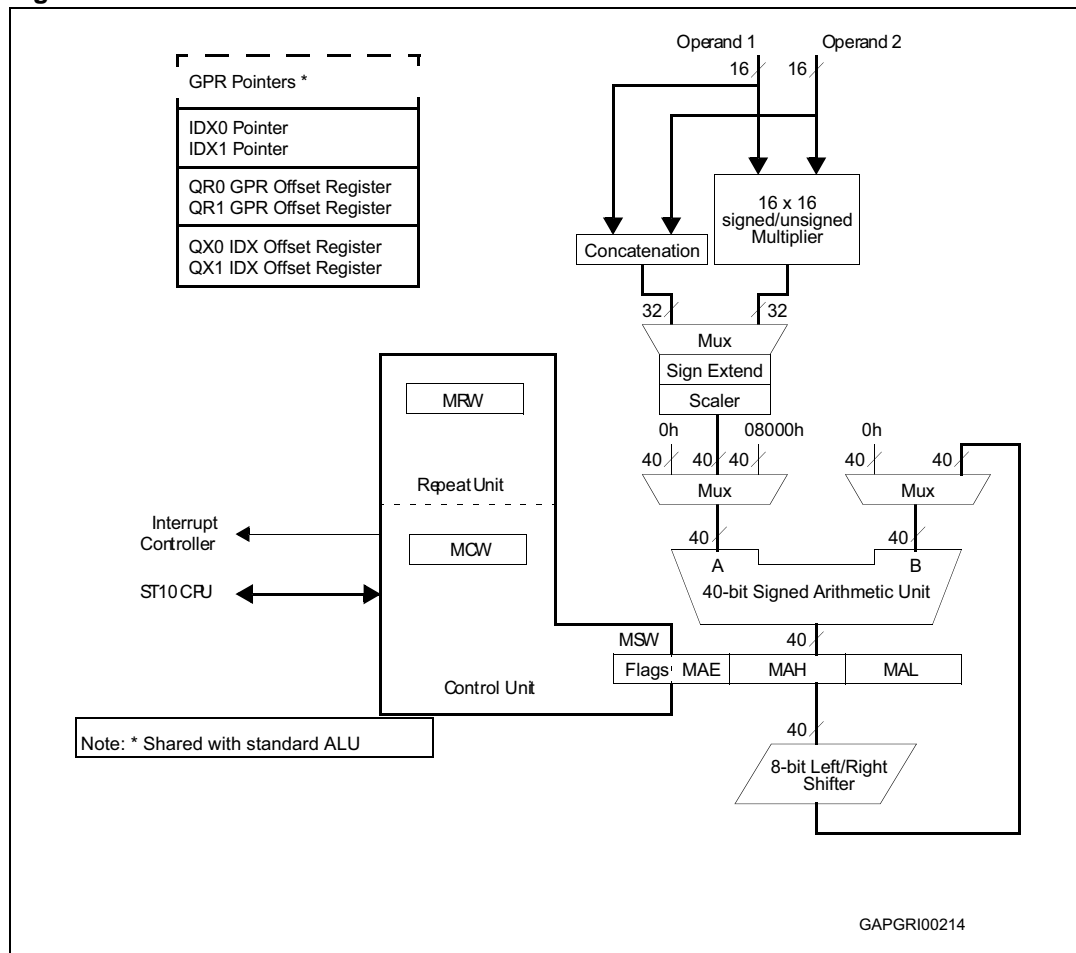 GPR Pointers *
IDX0 Pointer
IDX1 Pointer
QR0 GPR Offset Register
QR1 GPR Offset Register
QX0 IDX Offset Register
QX1 IDX Offset Register
Operand 1
Operand 2
16
16
16 x 16
signed/unsigned
Multiplier
Concatenation
32
32
Mux
Sign Extend
Scaler
0h
08000h
0h
40
40
40
40
40
Mux
Mux
40
40
A
B
40-bit Signed Arithmetic Unit
40
MSW
Flags
MAE
MAH
MAL
40
8-bit Left/Right
Shifter
MRW
Repeat Unit
MCW
Interrupt
Controller
ST10 CPU
Control Unit
Note: * Shared with standard ALU
GAPGRI00214